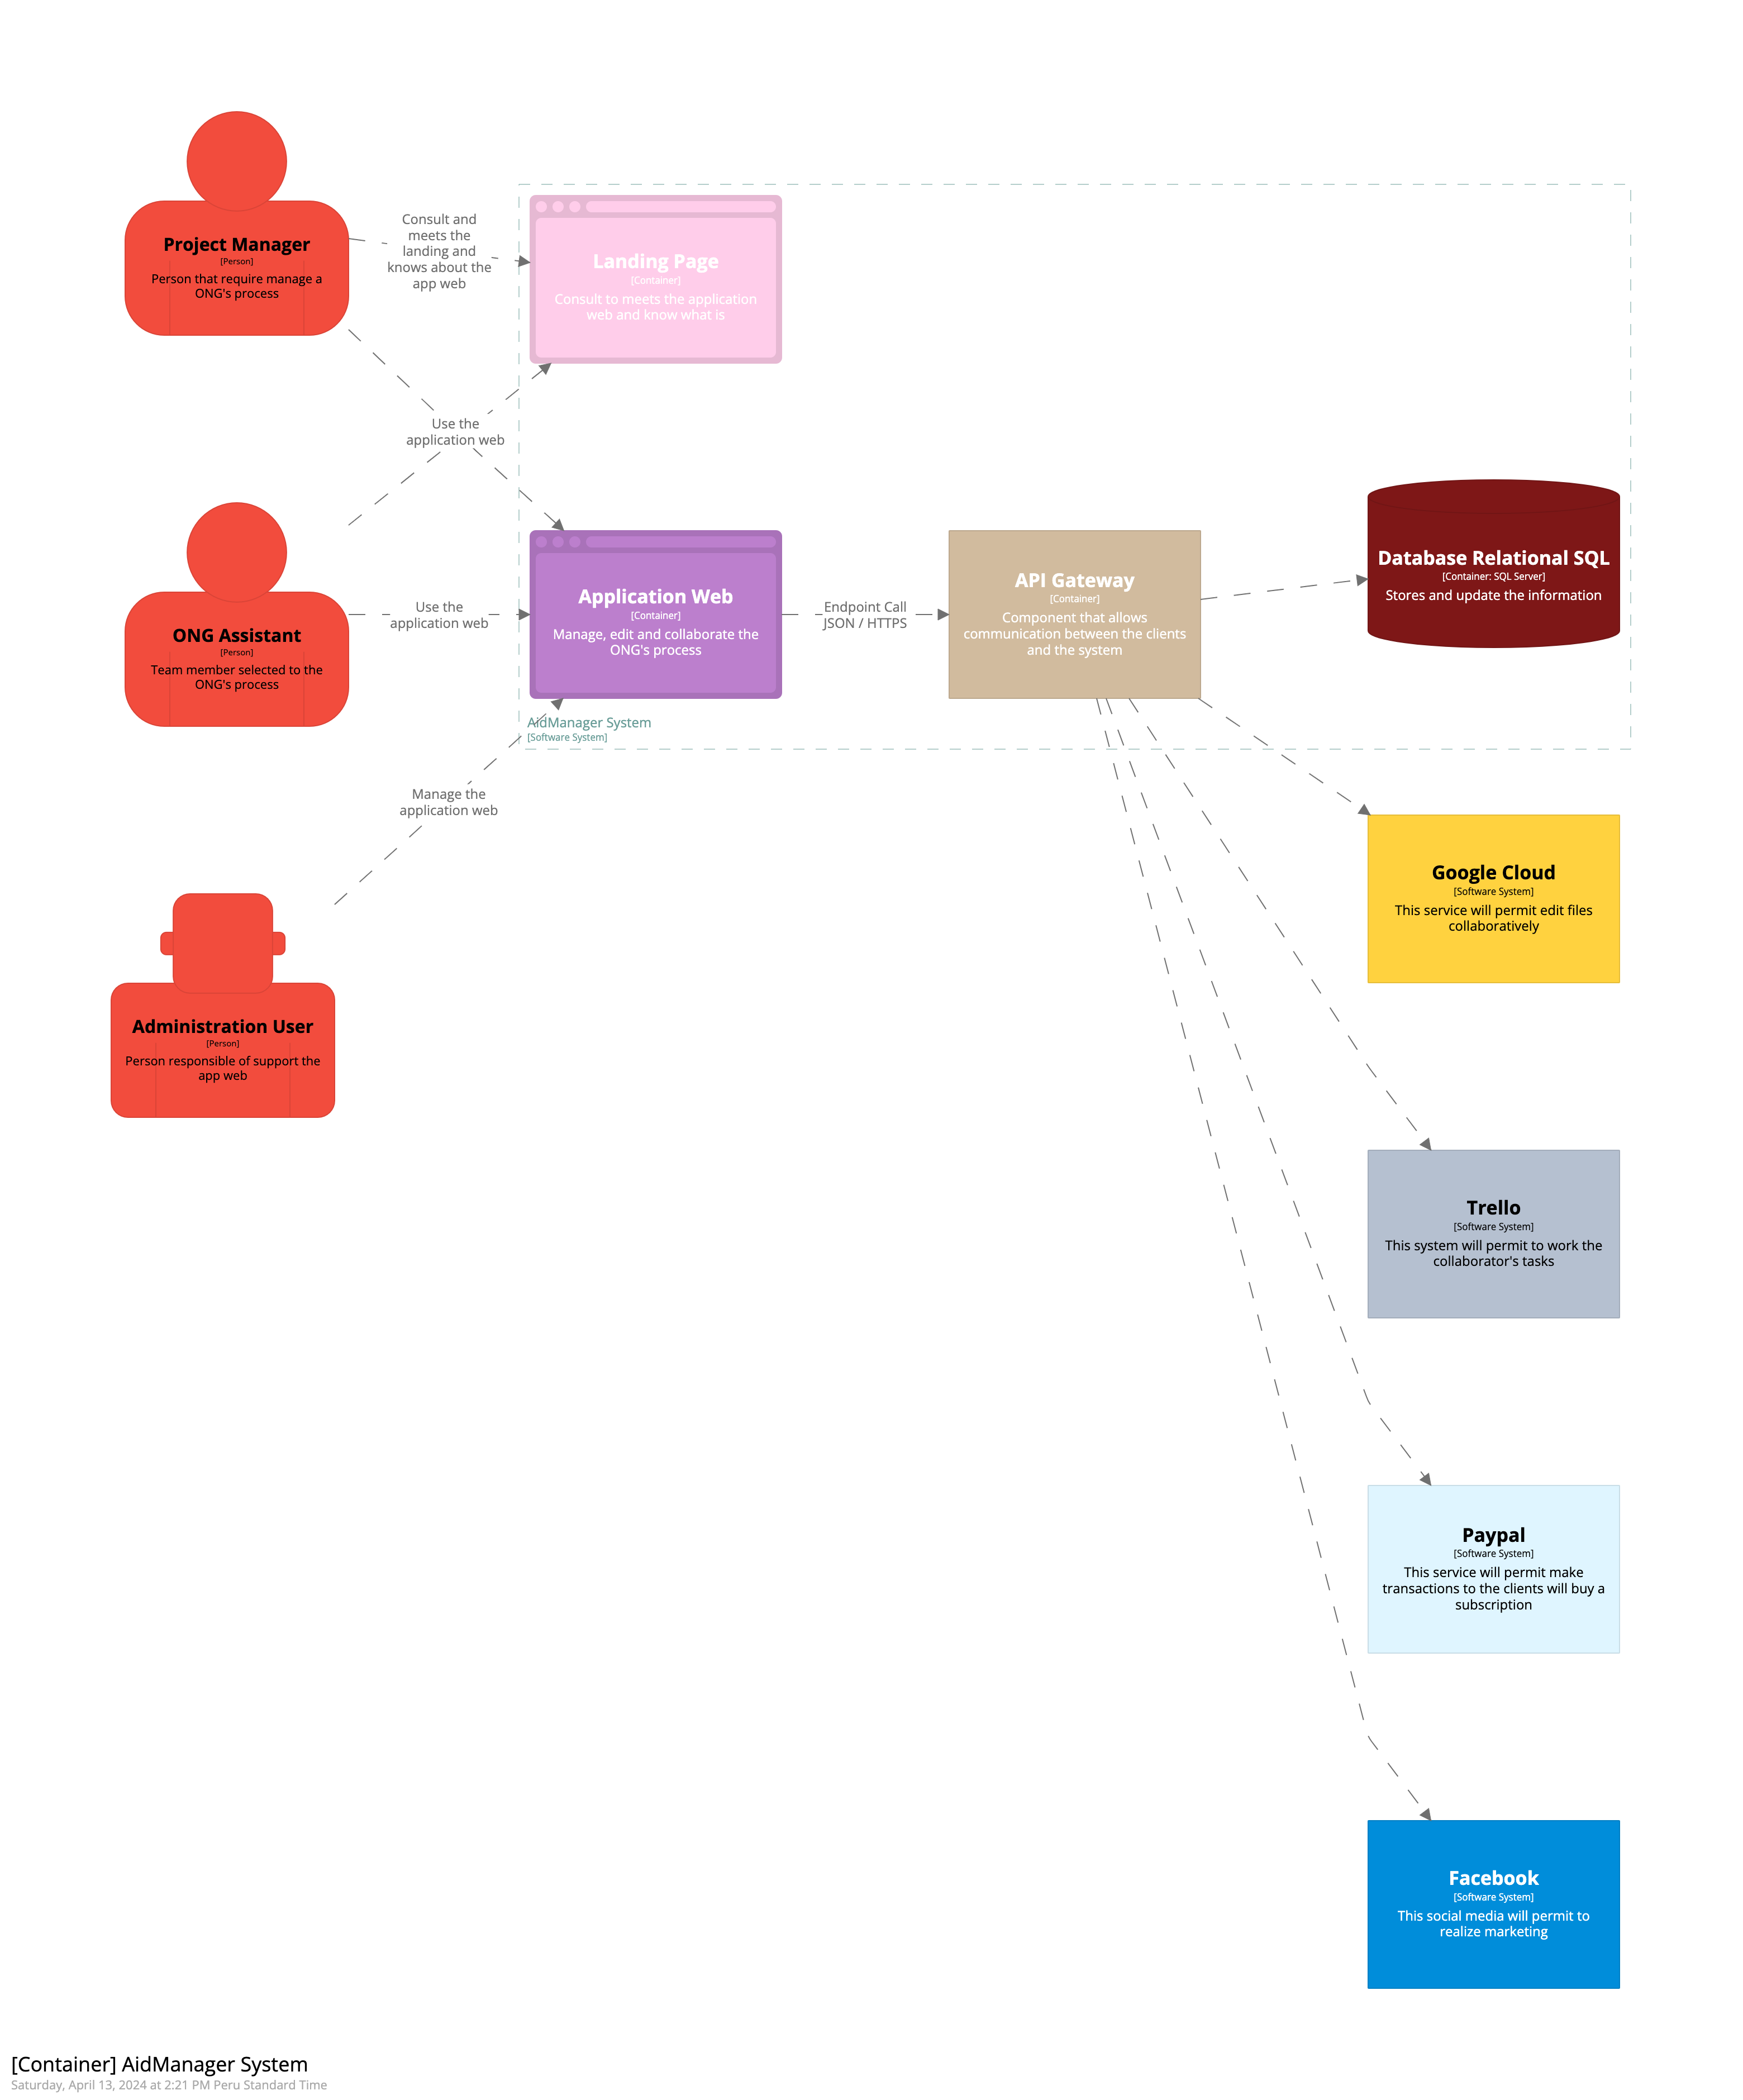 Project Manager
[Person]
Person that require manage a
ONG's process
Consult and
meets the
landing and
knows about the
app web
Landing Page
[Container]
Consult to meets the application
web and know what is
Use the
application web
ONG Assistant
[Person]
Team member selected to the
ONG's process
Use the
application web
Application Web
[Container]
Manage, edit and collaborate the
ONG's process
Endpoint Call
JSON / HTTPS
API Gateway
[Container]
Component that allows
communication between the clients
and the system
Database Relational SQL
[Container: SQL Server]
Stores and update the information
AidManager System
[Software System]
Manage the
application web
Administration User
[Person]
Person responsible of support the
app web
Google Cloud
[Software System]
This service will permit edit files
collaboratively
Trello
[Software System]
This system will permit to work the
collaborator's tasks
Paypal
[Software System]
This service will permit make
transactions to the clients will buy a
subscription
Facebook
[Software System]
This social media will permit to
realize marketing
[Container] AidManager System
Saturday, April 13, 2024 at 2:21 PM Peru Standard Time